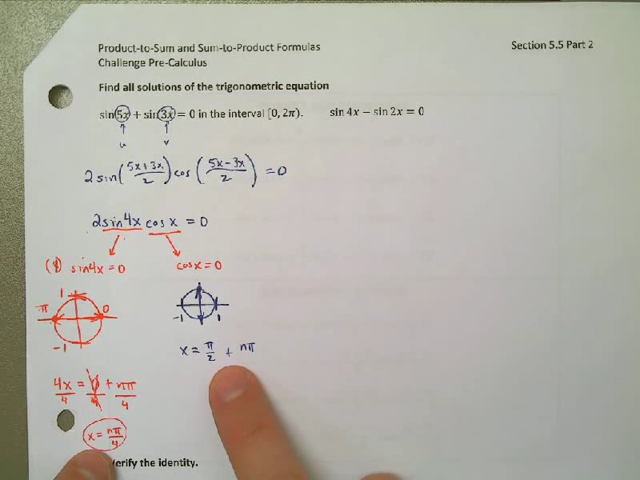 Product-to-Sum and Sum-to-Product Formulas
Section 5.5 Part 2
Challenge Pre-Calculus
Find all solutions of the trigonometric equation
sin 5x + sin 3x = 0 in the interval [0, 2π).
sin 4x − sin 2x = 0
u v
2 sin(5x+3x/2) cos(5x-3x/2) = 0
2 sin 4x cos x = 0
sin 4x = 0
cos x = 0
π 1 0
-1
-1 1
x = π/2 + nπ
4x/4 = 0/4 + nπ/4
x = nπ/4
erify the identity.